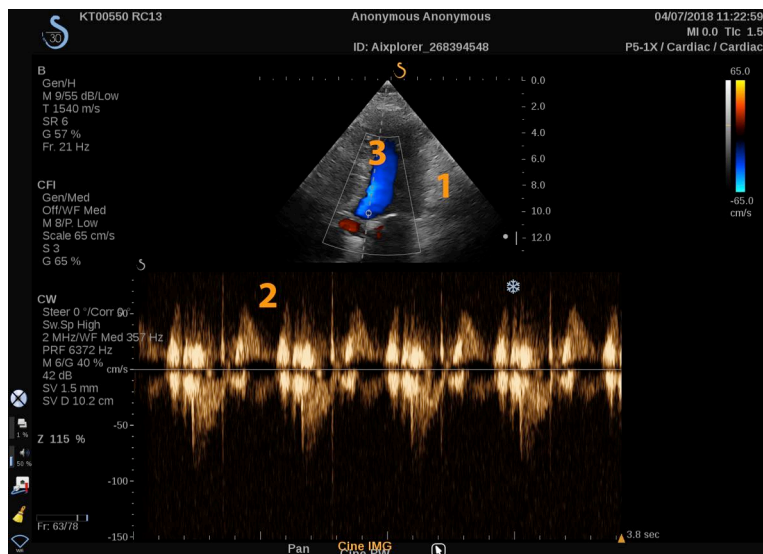 KT00550 RC13
Anonymous Anonymous
04/07/2018 11:22:59
MI 0.0 TIc 1.5
ID: Aixplorer_268394548
P5-1X / Cardiac / Cardiac
30
B
Gen/H
M 9/55 dB/Low
T 1540 m/s
SR 6
G 57 %
Fr. 21 Hz
CFI
Gen/Med
Off/WF Med
M 8/P. Low
Scale 65 cm/s
S 3
G 65 %
0.0
2.0
4.0
6.0
8.0
10.0
12.0
65.0
-65.0
cm/s
3
1
2
CW
Steer 0 °/Corr 0°
Sw.Sp High
2 MHz/WF Med 357 Hz
PRF 6372 Hz
M 6/G 40 %
42 dB
SV 1.5 mm
SV D 10.2 cm
Z 115 %
cm/s
-50
-100
-150
1 %
50 %
Fr: 63/78
3.8 sec
Pan
Cine IMG